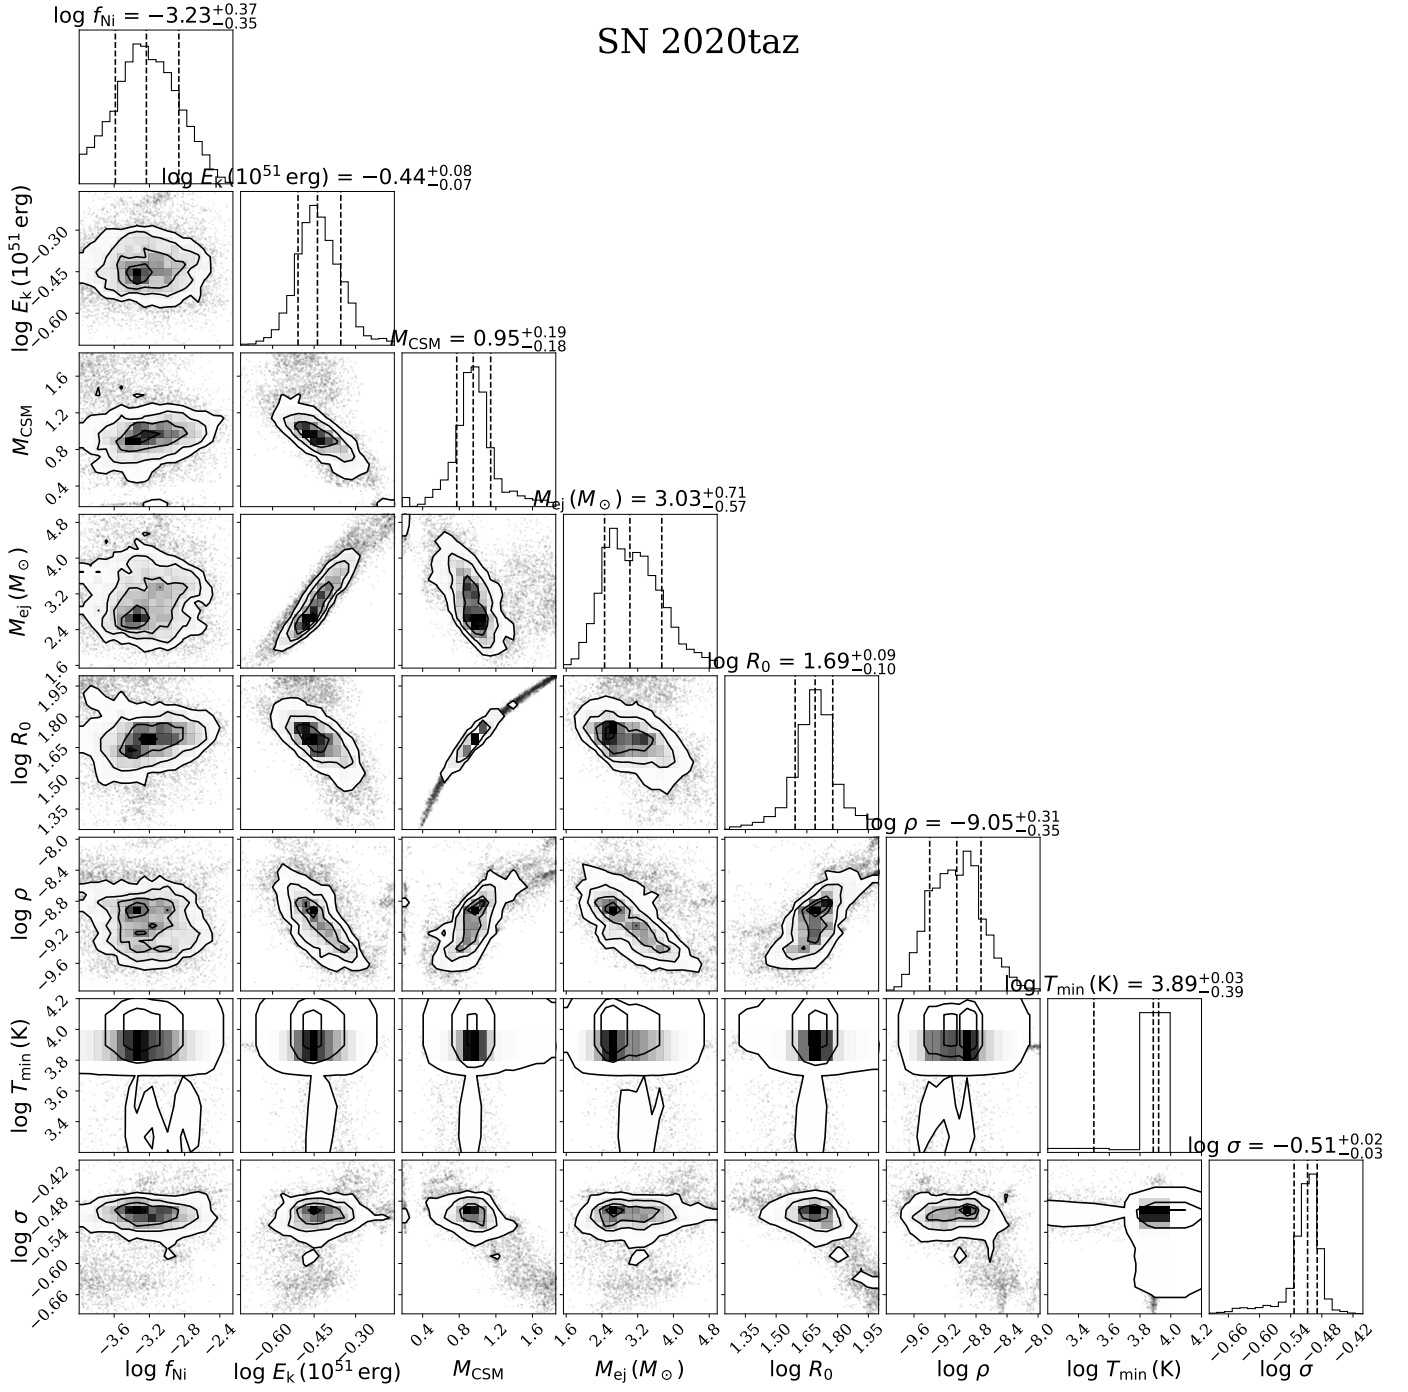 log f_Ni = −3.23^{+0.37}_{−0.35}
SN 2020taz
log E_k (10^51 erg) = −0.44^{+0.08}_{−0.07}
log E_k (10^51 erg)
−0.30
−0.45
−0.60
M_CSM = 0.95^{+0.19}_{−0.18}
M_CSM
1.6
1.2
0.8
0.4
M_ej (M_⊙) = 3.03^{+0.71}_{−0.57}
M_ej (M_⊙)
4.8
4.0
3.2
2.4
1.6
log R_0 = 1.69^{+0.09}_{−0.10}
log R_0
1.95
1.80
1.65
1.50
1.35
log ρ = −9.05^{+0.31}_{−0.35}
log ρ
−8.0
−8.4
−8.8
−9.2
−9.6
log T_min (K) = 3.89^{+0.03}_{−0.39}
log T_min (K)
4.2
4.0
3.8
3.6
3.4
log σ = −0.51^{+0.02}_{−0.03}
log σ
−0.42
−0.48
−0.54
−0.60
−0.66
−3.6 −3.2 −2.8 −2.4
−0.60 −0.45 −0.30
0.4 0.8 1.2 1.6
1.6 2.4 3.2 4.0 4.8
1.35 1.50 1.65 1.80 1.95
−9.6 −9.2 −8.8 −8.4 −8.0
3.4 3.6 3.8 4.0 4.2
−0.66 −0.60 −0.54 −0.48 −0.42
log f_Ni
log E_k (10^51 erg)
M_CSM
M_ej (M_⊙)
log R_0
log ρ
log T_min (K)
log σ